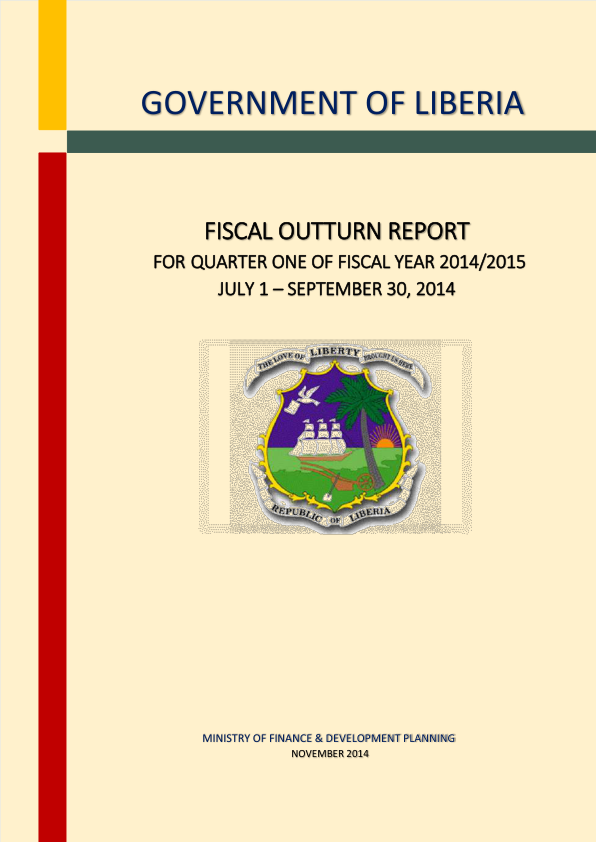 GOVERNMENT OF LIBERIA
FISCAL OUTTURN REPORT
FOR QUARTER ONE OF FISCAL YEAR 2014/2015
JULY 1 – SEPTEMBER 30, 2014
THE LOVE OF LIBERTY BROUGHT US HERE
REPUBLIC OF LIBERIA
MINISTRY OF FINANCE & DEVELOPMENT PLANNING
NOVEMBER 2014